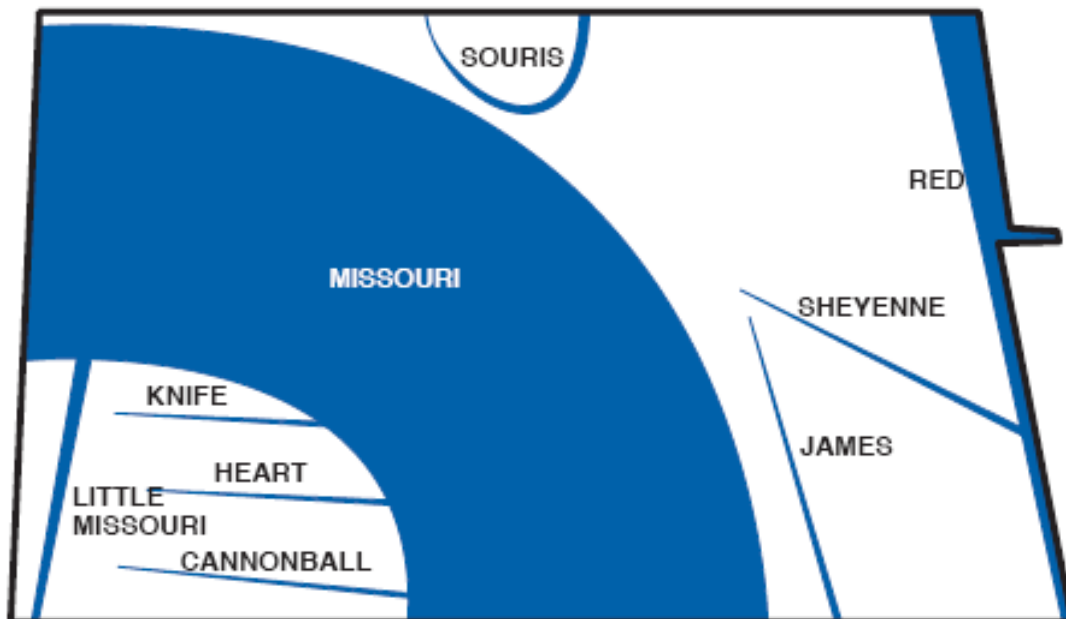 SOURIS
RED
MISSOURI
SHEYENNE
KNIFE
JAMES
HEART
LITTLE
MISSOURI
CANNONBALL